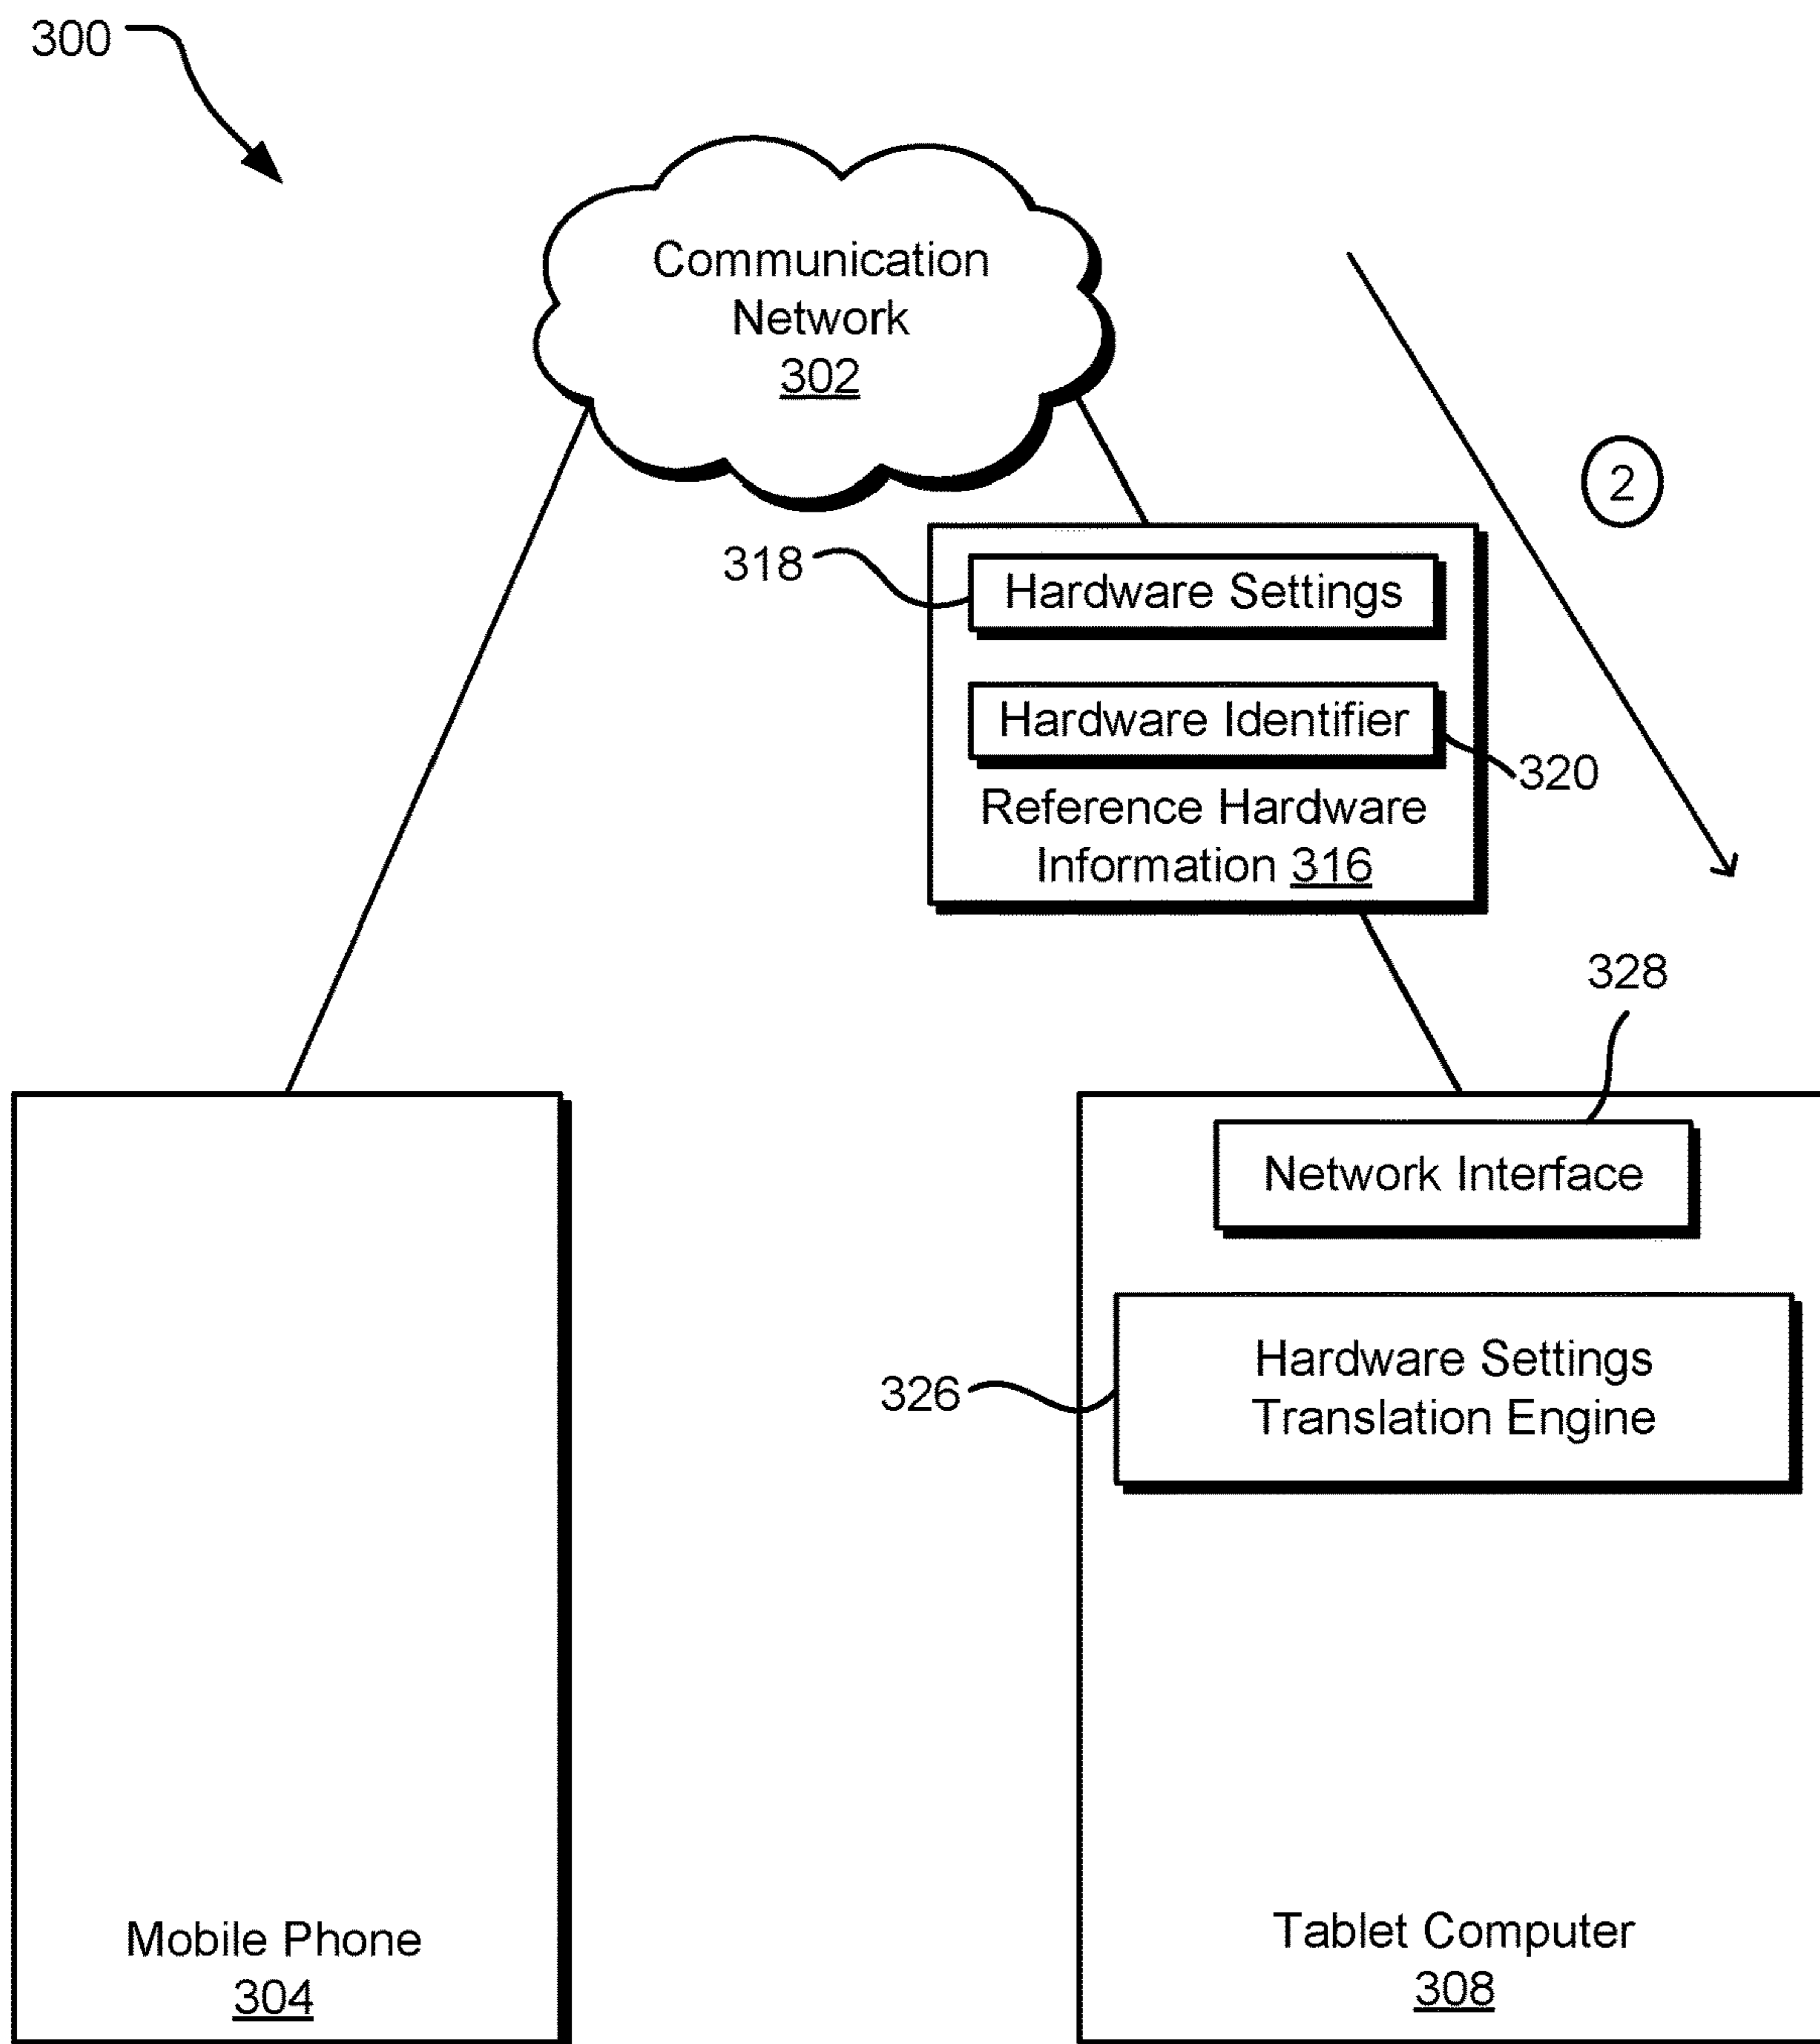 300
Communication
Network
302
2
318
Hardware Settings
Hardware Identifier
320
Reference Hardware
Information 316
328
Network Interface
326
Hardware Settings
Translation Engine
Mobile Phone
304
Tablet Computer
308